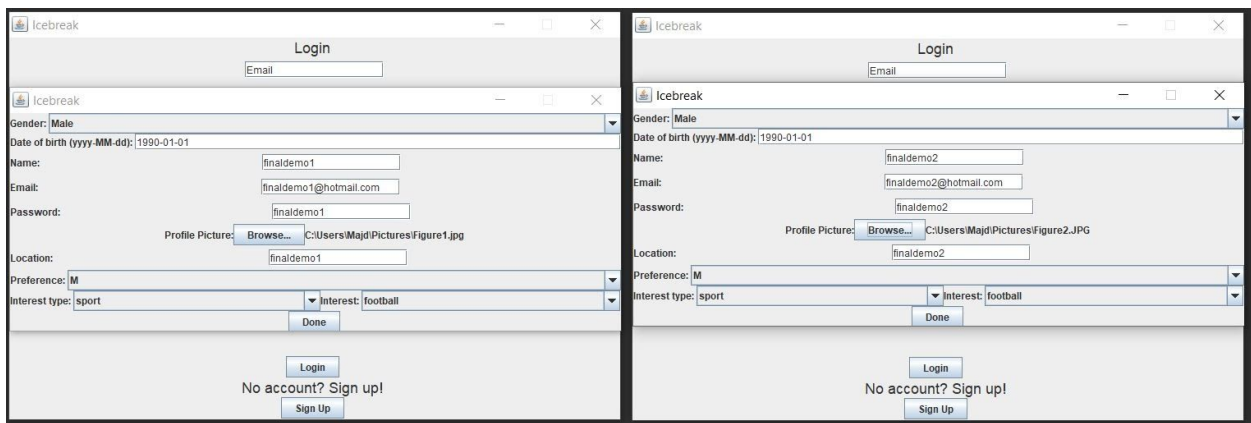 Icebreak
Login
Email
Icebreak
Gender: Male
Date of birth (yyyy-MM-dd): 1990-01-01
Name: finaldemo1
Email: finaldemo1@hotmail.com
Password: finaldemo1
Profile Picture: Browse... C:\Users\Majd\Pictures\Figure1.jpg
Location: finaldemo1
Preference: M
Interest type: sport Interest: football
Done
Login
No account? Sign up!
Sign Up
Icebreak
Login
Email
Icebreak
Gender: Male
Date of birth (yyyy-MM-dd): 1990-01-01
Name: finaldemo2
Email: finaldemo2@hotmail.com
Password: finaldemo2
Profile Picture: Browse... C:\Users\Majd\Pictures\Figure2.JPG
Location: finaldemo2
Preference: M
Interest type: sport Interest: football
Done
Login
No account? Sign up!
Sign Up